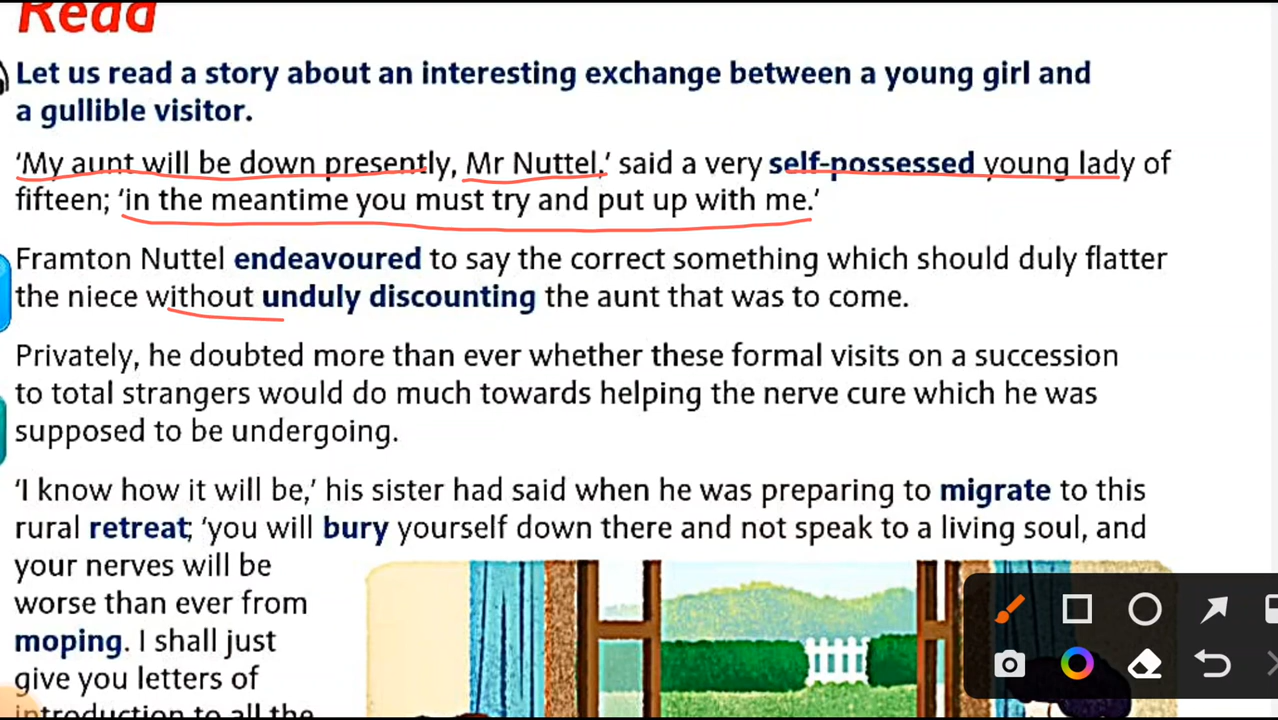 Read
Let us read a story about an interesting exchange between a young girl and
a gullible visitor.
‘My aunt will be down presently, Mr Nuttel,’ said a very self-possessed young lady of
fifteen; ‘in the meantime you must try and put up with me.’
Framton Nuttel endeavoured to say the correct something which should duly flatter
the niece without unduly discounting the aunt that was to come.
Privately, he doubted more than ever whether these formal visits on a succession
to total strangers would do much towards helping the nerve cure which he was
supposed to be undergoing.
‘I know how it will be,’ his sister had said when he was preparing to migrate to this
rural retreat; ‘you will bury yourself down there and not speak to a living soul, and
your nerves will be
worse than ever from
moping. I shall just
give you letters of
introduction to all the